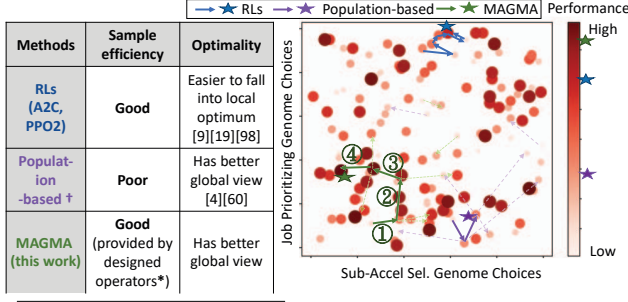 RLs Population-based MAGMA Performance
Methods Sample efficiency Optimality
RLs (A2C, PPO2) Good Easier to fall into local optimum [9][19][98]
Populat-ion -based † Poor Has better global view [4][60]
MAGMA (this work) Good (provided by designed operators*) Has better global view
Job Prioritizing Genome Choices
④ ③
②
①
Sub-Accel Sel. Genome Choices
High
Low